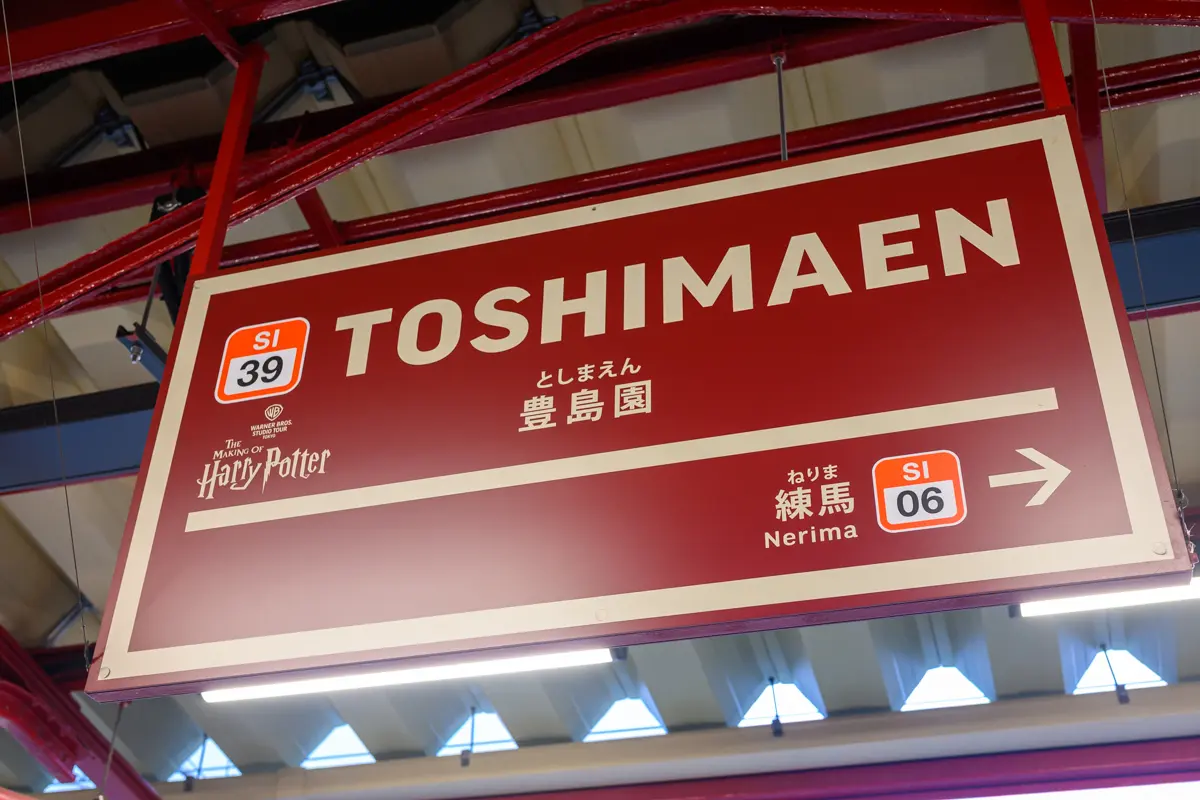 TOSHIMAEN
SI
39
としまえん
豊島園
WB
WARNER BROS.
STUDIO TOUR
TOKYO
THE
MAKING OF
Harry Potter
ねりま
練馬
Nerima
SI
06